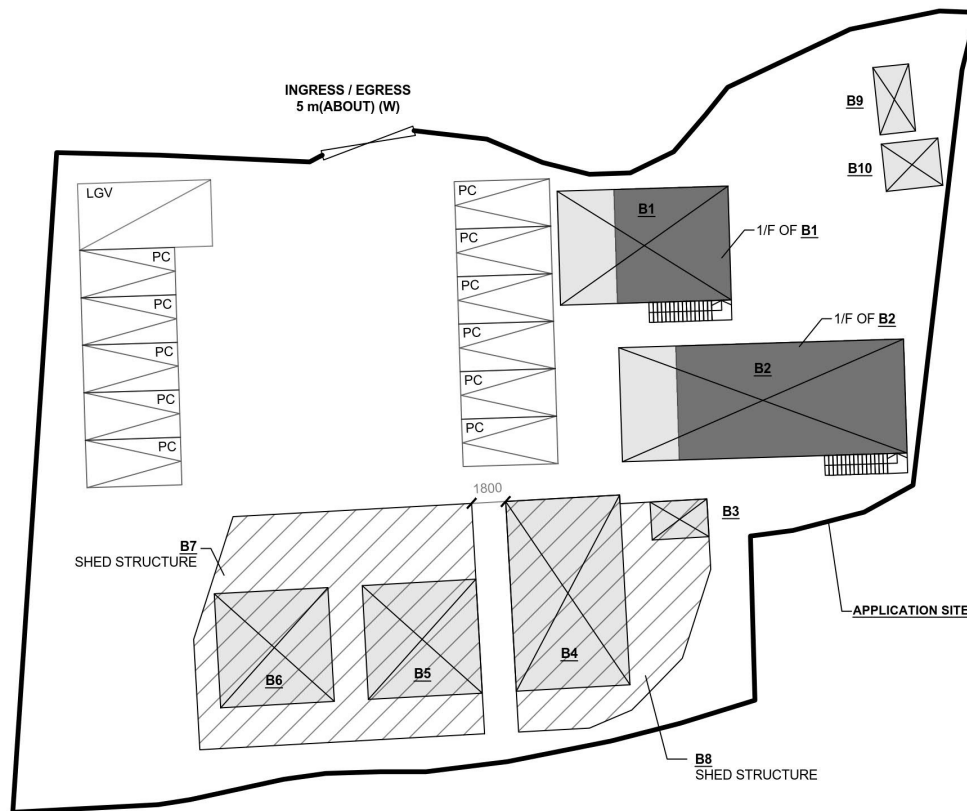 INGRESS / EGRESS
5 m(ABOUT) (W)
B9
B10
LGV
PC
PC
PC
PC
PC
PC
PC
PC
PC
PC
PC
B1
1/F OF B1
1/F OF B2
B2
1800
B3
B7
SHED STRUCTURE
APPLICATION SITE
B6
B5
B4
B8
SHED STRUCTURE